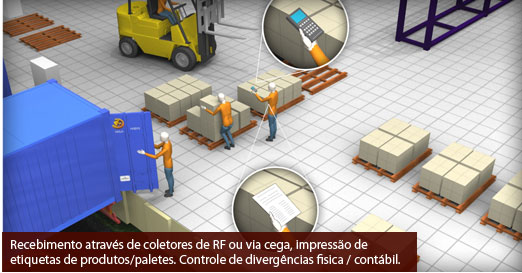 Recebimento através de coletores de RF ou via cega, impressão de
etiquetas de produtos/paletes. Controle de divergências fisica / contábil.